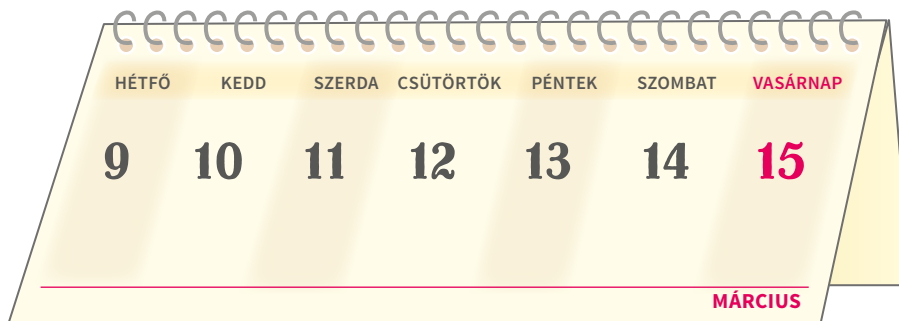 HÉTFŐ KEDD SZERDA CSÜTÖRTÖK PÉNTEK SZOMBAT VASÁRNAP
9 10 11 12 13 14 15
MÁRCIUS